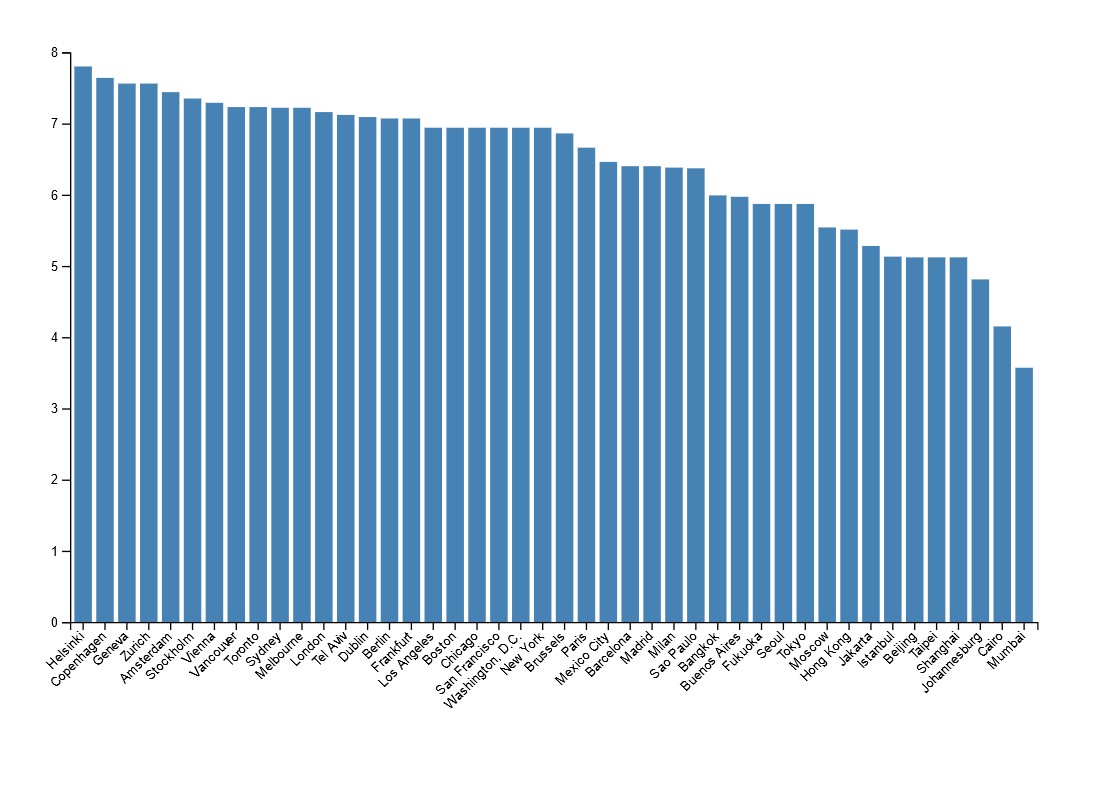 8
7
6
5
4
3
2
1
0
Helsinki
Copenhagen
Geneva
Zurich
Amsterdam
Stockholm
Vienna
Vancouver
Toronto
Sydney
Melbourne
London
Tel Aviv
Dublin
Berlin
Frankfurt
Los Angeles
Boston
Chicago
San Francisco
Washington, D.C.
New York
Brussels
Paris
Mexico City
Barcelona
Madrid
Milan
Sao Paulo
Bangkok
Buenos Aires
Fukuoka
Seoul
Tokyo
Moscow
Hong Kong
Jakarta
Istanbul
Beijing
Taipei
Shanghai
Johannesburg
Cairo
Mumbai